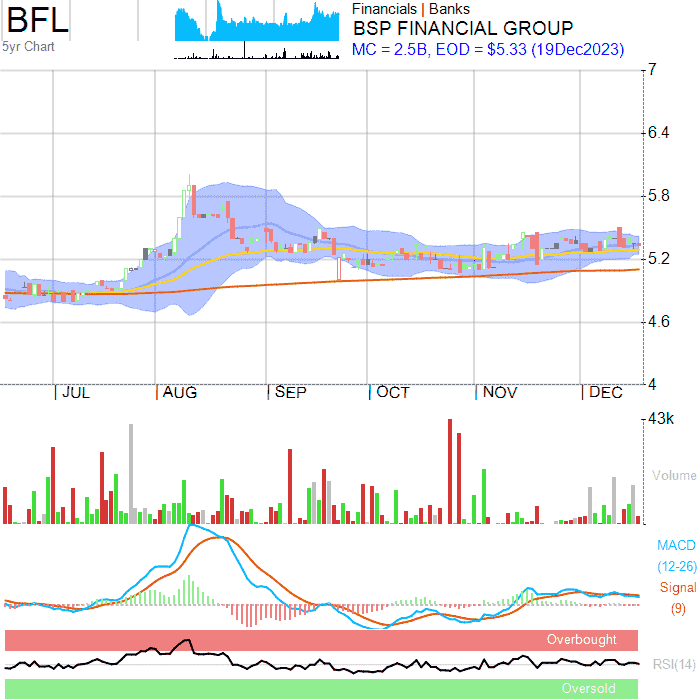 BFL
5yr Chart
Financials | Banks
BSP FINANCIAL GROUP
MC = 2.5B, EOD = $5.33 (19Dec2023)
7
6.4
5.8
5.2
4.6
4
JUL
AUG
SEP
OCT
NOV
DEC
43k
Volume
MACD
(12-26)
Signal
(9)
Overbought
RSI(14)
Oversold